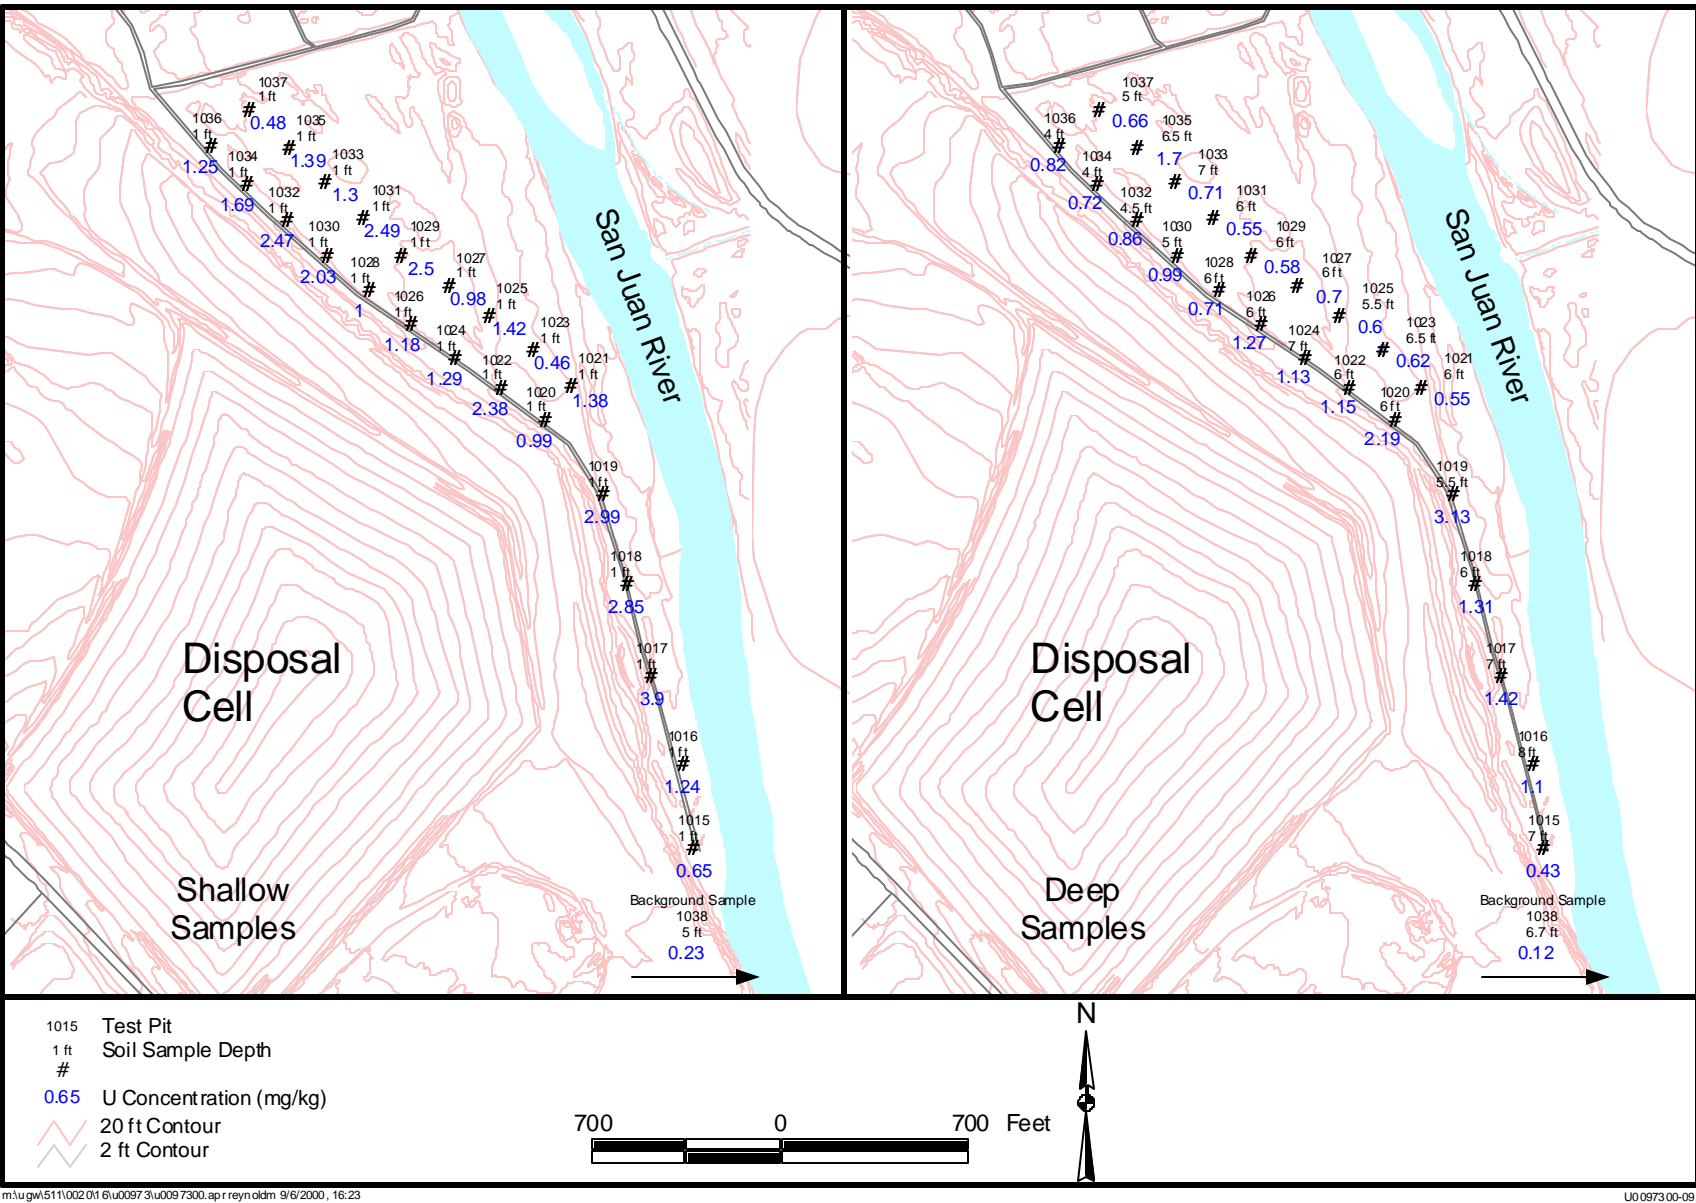 1037
1 ft
#
0.48
1036
1 ft
#
1.25
1035
1 ft
#
1.39
1034
1 ft
#
1.69
1033
1 ft
#
1.3
1032
1 ft
#
2.47
1031
1 ft
#
2.49
1030
1 ft
#
2.03
1029
1 ft
#
2.5
1028
1 ft
#
1
1027
1 ft
#
0.98
1026
1 ft
#
1.18
1025
1 ft
#
1.42
1024
1 ft
#
1.29
1023
1 ft
#
0.46
1022
1 ft
#
2.38
1021
1 ft
#
1.38
1020
1 ft
#
0.99
1019
1 ft
#
2.99
1018
1 ft
#
2.85
1017
1 ft
#
3.9
1016
1 ft
#
1.24
1015
1 ft
#
0.65
San Juan River
Disposal
Cell
Shallow
Samples
Background Sample
1038
5 ft
0.23
1037
5 ft
#
0.66
1036
4 ft
#
0.82
1035
6.5 ft
#
1.7
1034
4 ft
#
0.72
1033
7 ft
#
0.71
1032
4.5 ft
#
0.86
1031
6 ft
#
0.55
1030
5 ft
#
0.99
1029
6 ft
#
0.58
1028
6 ft
#
0.71
1027
6 ft
#
0.7
1026
6 ft
#
1.27
1025
5.5 ft
#
0.6
1024
7 ft
#
1.13
1023
6.5 ft
#
0.62
1022
6 ft
#
1.15
1021
6 ft
#
0.55
1020
6 ft
#
2.19
1019
5.5 ft
#
3.13
1018
6 ft
#
1.31
1017
7 ft
#
1.42
1016
8 ft
#
1.1
1015
7 ft
#
0.43
San Juan River
Disposal
Cell
Deep
Samples
Background Sample
1038
6.7 ft
0.12
1015 Test Pit
1 ft Soil Sample Depth
#
0.65 U Concentration (mg/kg)
20 ft Contour
2 ft Contour
700 0 700 Feet
N
m:\ugw\511\0020\16\u00973\u0097300.apr reynoldm 9/6/2000, 16:23
U0097300-09